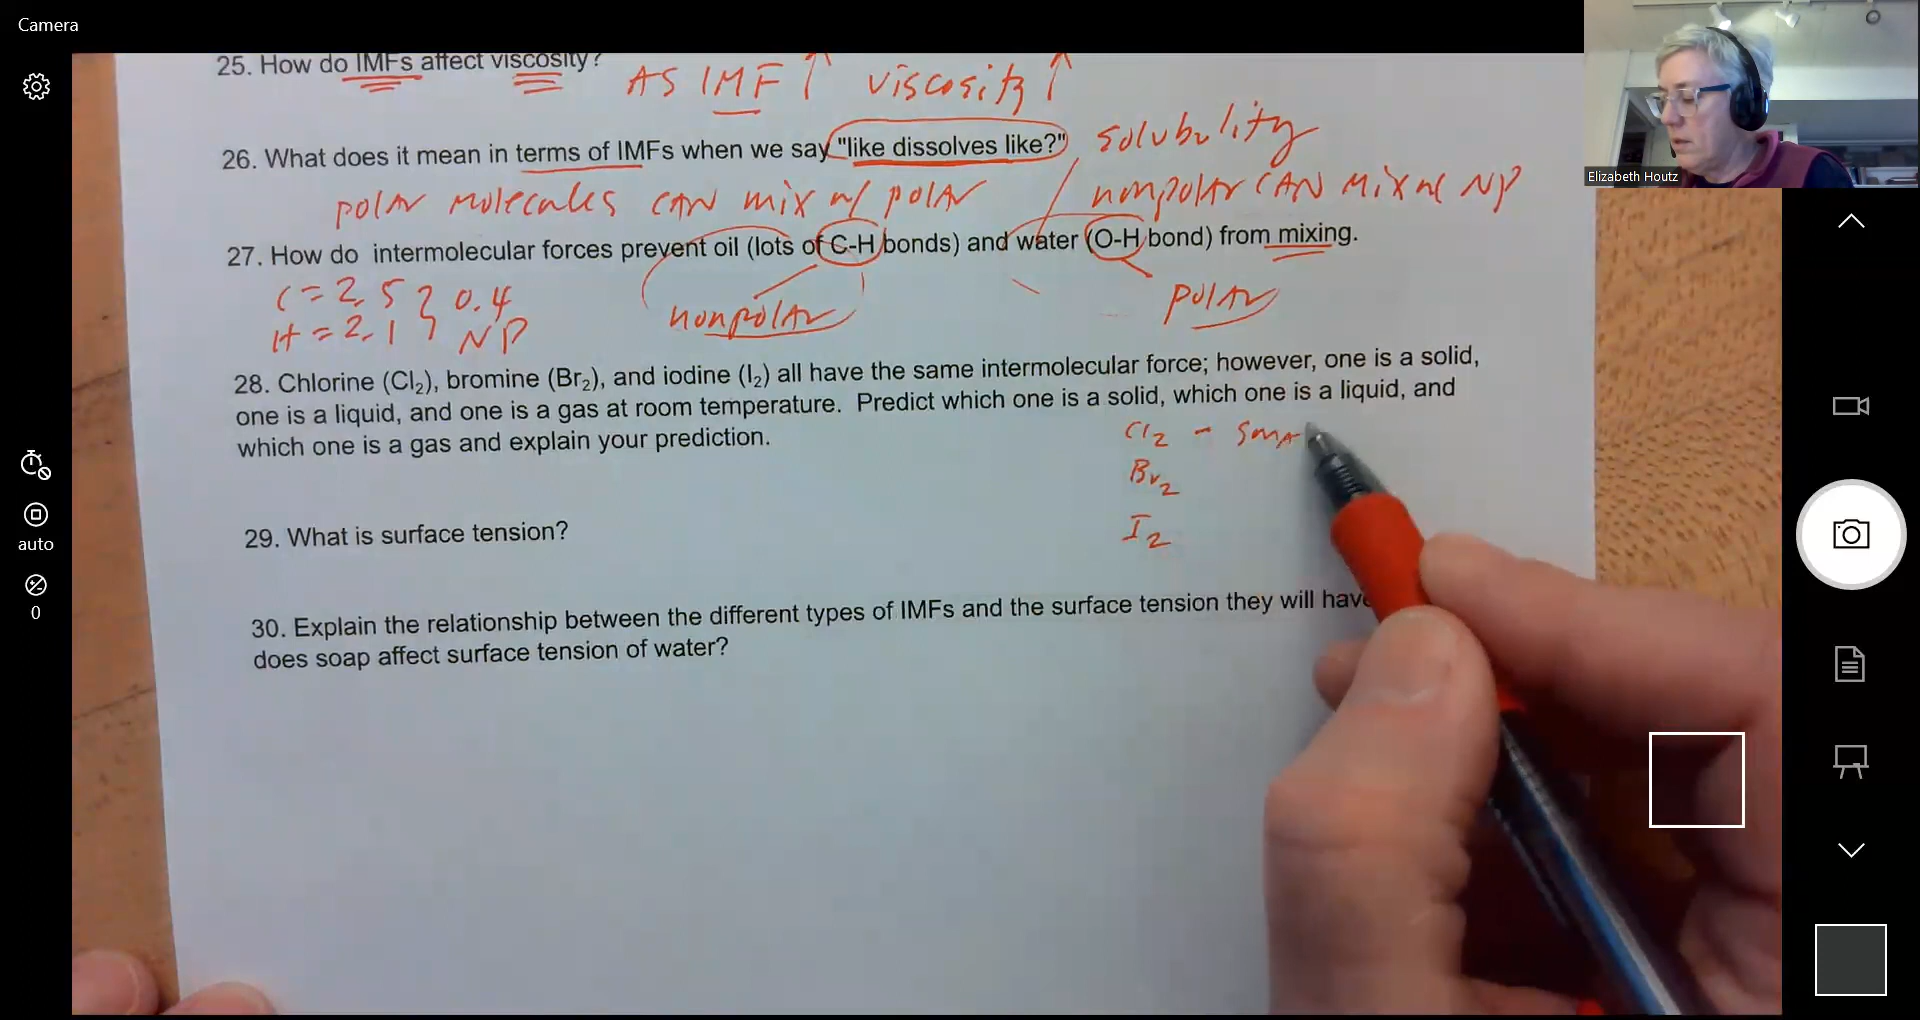 Camera
25. How do IMFs affect viscosity?
AS IMF ↑ viscosity ↑
solubility
26. What does it mean in terms of IMFs when we say "like dissolves like?"
polar molecules can mix w/ polar / nonpolar can mix w/ NP
27. How do intermolecular forces prevent oil (lots of C-H bonds) and water (O-H bond) from mixing.
C = 2.5 } 0.4
H = 2.1 } NP
nonpolar
polar
28. Chlorine (Cl₂), bromine (Br₂), and iodine (I₂) all have the same intermolecular force; however, one is a solid,
one is a liquid, and one is a gas at room temperature. Predict which one is a solid, which one is a liquid, and
which one is a gas and explain your prediction.
Cl₂ - sma
Br₂
I₂
29. What is surface tension?
30. Explain the relationship between the different types of IMFs and the surface tension they will have
does soap affect surface tension of water?
auto
0
Elizabeth Houtz